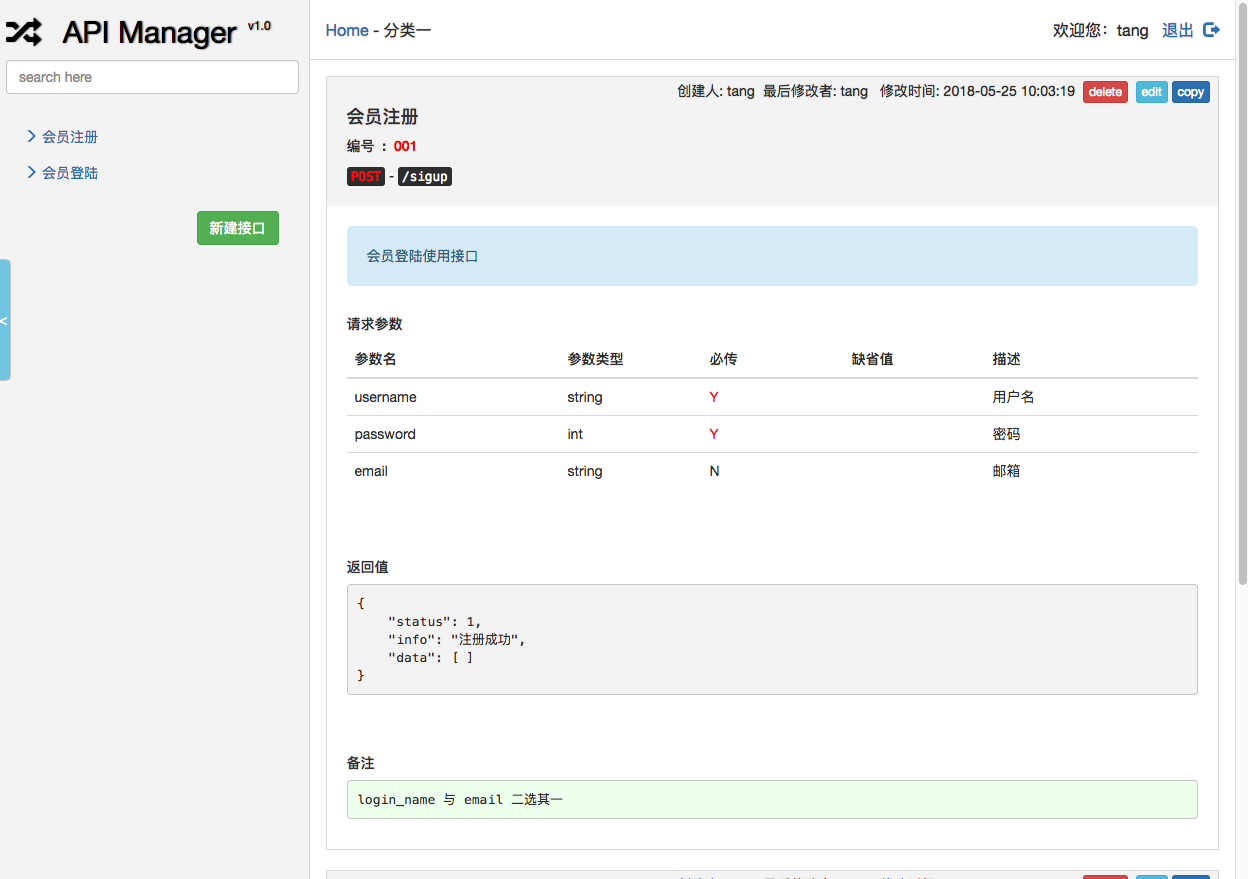 API Manager v1.0
search here
会员注册
会员登陆
新建接口
<
Home - 分类一
欢迎您：tang 退出
创建人: tang 最后修改者: tang 修改时间: 2018-05-25 10:03:19 delete edit copy
会员注册
编号 : 001
POST - /sigup
会员登陆使用接口
请求参数
参数名 参数类型 必传 缺省值 描述
username string Y 用户名
password int Y 密码
email string N 邮箱
返回值
{
"status": 1,
"info": "注册成功",
"data": [ ]
}
备注
login_name 与 email 二选其一